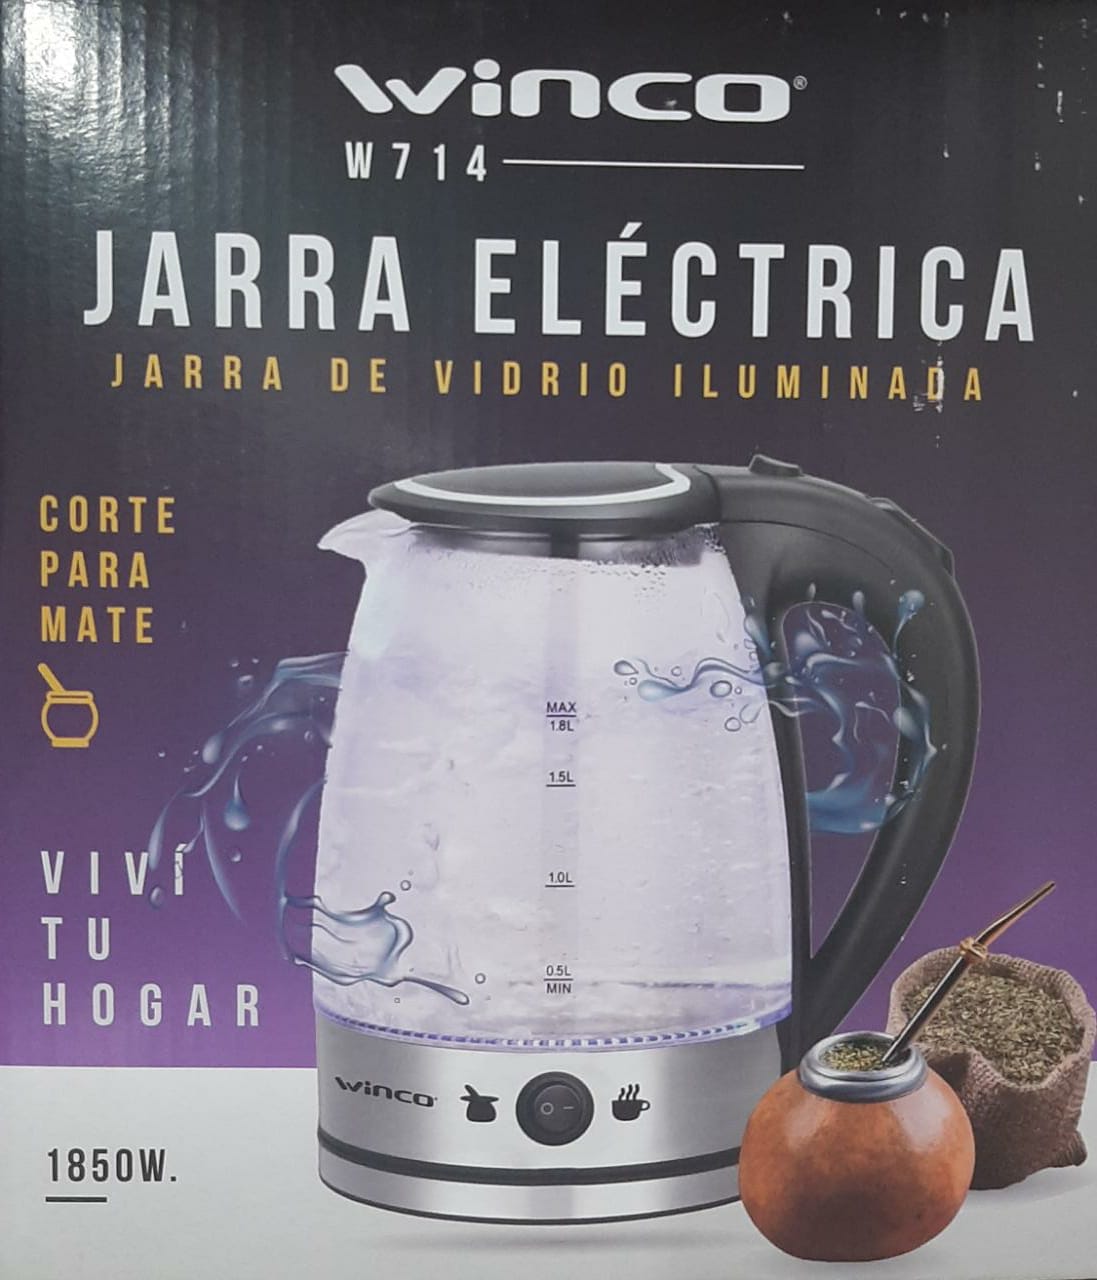 WINCO®
W714
JARRA ELÉCTRICA
JARRA DE VIDRIO ILUMINADA
CORTE
PARA
MATE
MAX
1.8L
1.5L
1.0L
0.5L
MIN
VIVÍ
TU
HOGAR
WINCO
1850W.